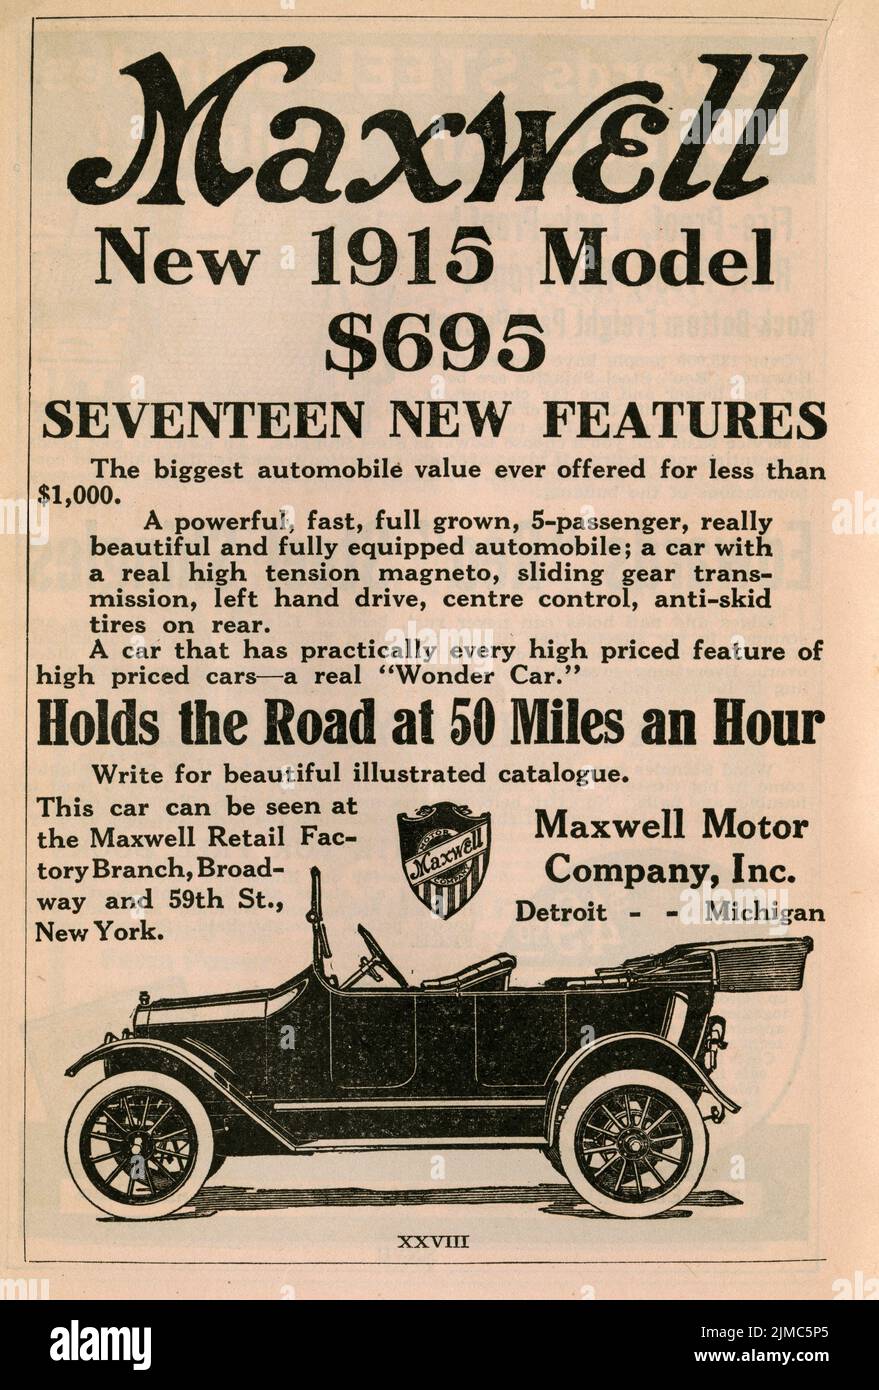 Maxwell
New 1915 Model
$695
SEVENTEEN NEW FEATURES
The biggest automobile value ever offered for less than
$1,000.
A powerful, fast, full grown, 5-passenger, really
beautiful and fully equipped automobile; a car with
a real high tension magneto, sliding gear trans-
mission, left hand drive, centre control, anti-skid
tires on rear.
A car that has practically every high priced feature of
high priced cars—a real "Wonder Car."
Holds the Road at 50 Miles an Hour
Write for beautiful illustrated catalogue.
This car can be seen at
the Maxwell Retail Fac-
tory Branch, Broad-
way and 59th St.,
New York.
MOTOR
Maxwell
COMPANY
Maxwell Motor
Company, Inc.
Detroit - - Michigan
XXVIII
a alamy
Image ID: 2JMC5P5
www.alamy.com